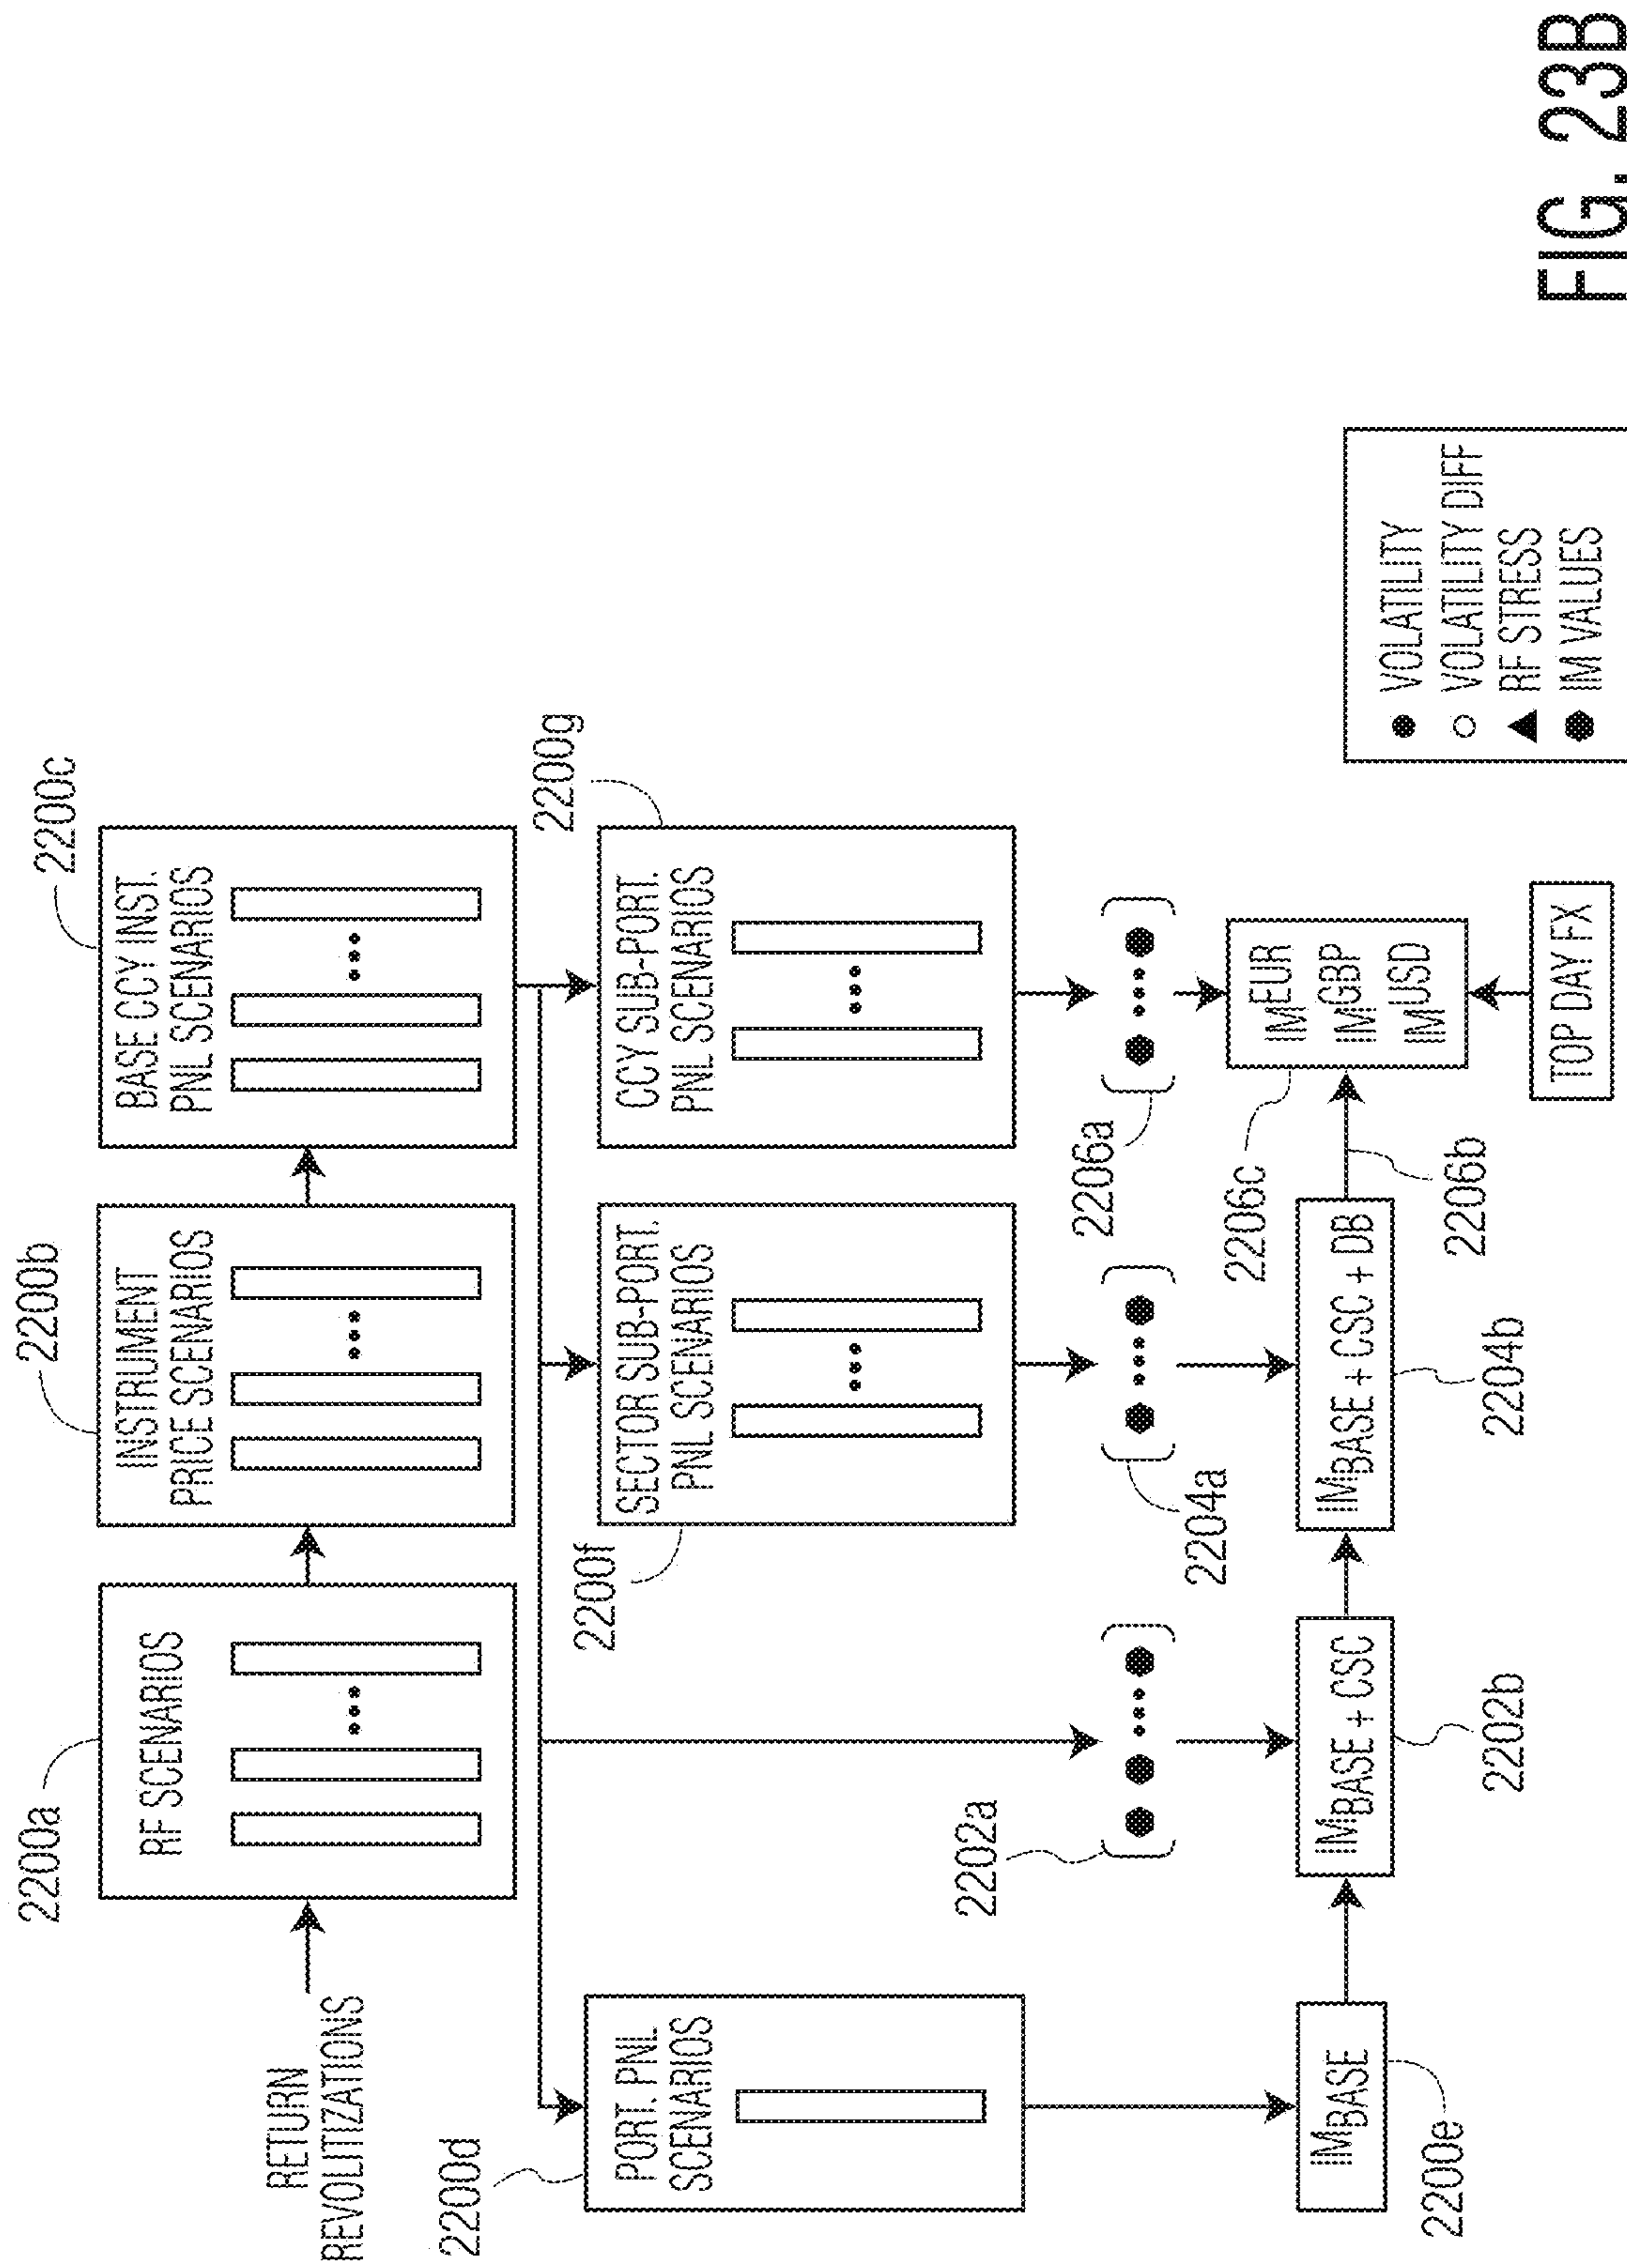 RETURN
REVOLITIZATIONS
2200a
RF SCENARIOS
2200b
INSTRUMENT
PRICE SCENARIOS
2200c
BASE CCY INST.
PNL SCENARIOS
2200d
PORT. PNL
SCENARIOS
2200f
SECTOR SUB-PORT.
PNL SCENARIOS
2200g
CCY SUB-PORT.
PNL SCENARIOS
2202a
2204a
2206a
IMBASE
2200e
IMBASE + CSC
2202b
IMBASE + CSC + DB
2204b
2206b
2206c
IMEUR
IMGBP
IMUSD
TOP DAY FX
VOLATILITY
VOLATILITY DIFF
RF STRESS
IM VALUES
FIG. 23B